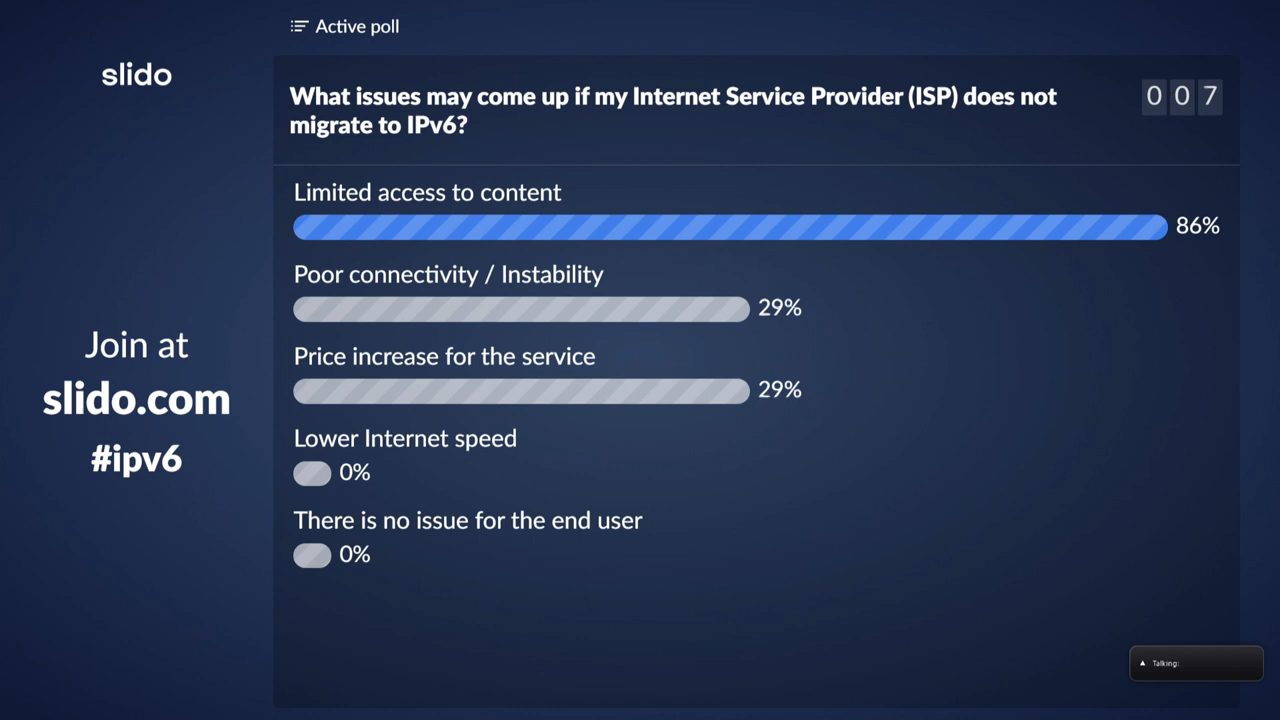 Active poll
slido
What issues may come up if my Internet Service Provider (ISP) does not
migrate to IPv6?
007
Limited access to content
86%
Poor connectivity / Instability
29%
Price increase for the service
29%
Lower Internet speed
0%
There is no issue for the end user
0%
Join at
slido.com
#ipv6
Talking: